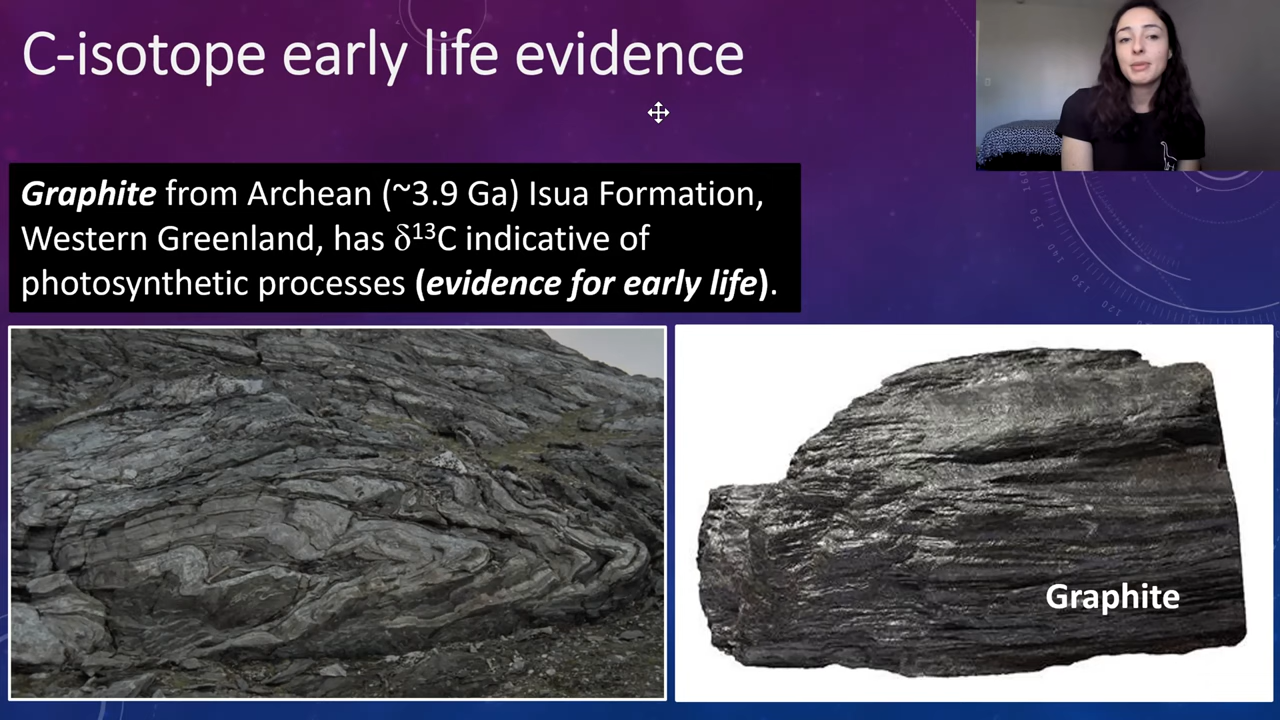 C-isotope early life evidence
Graphite from Archean (~3.9 Ga) Isua Formation,
Western Greenland, has δ¹³C indicative of
photosynthetic processes (evidence for early life).
Graphite